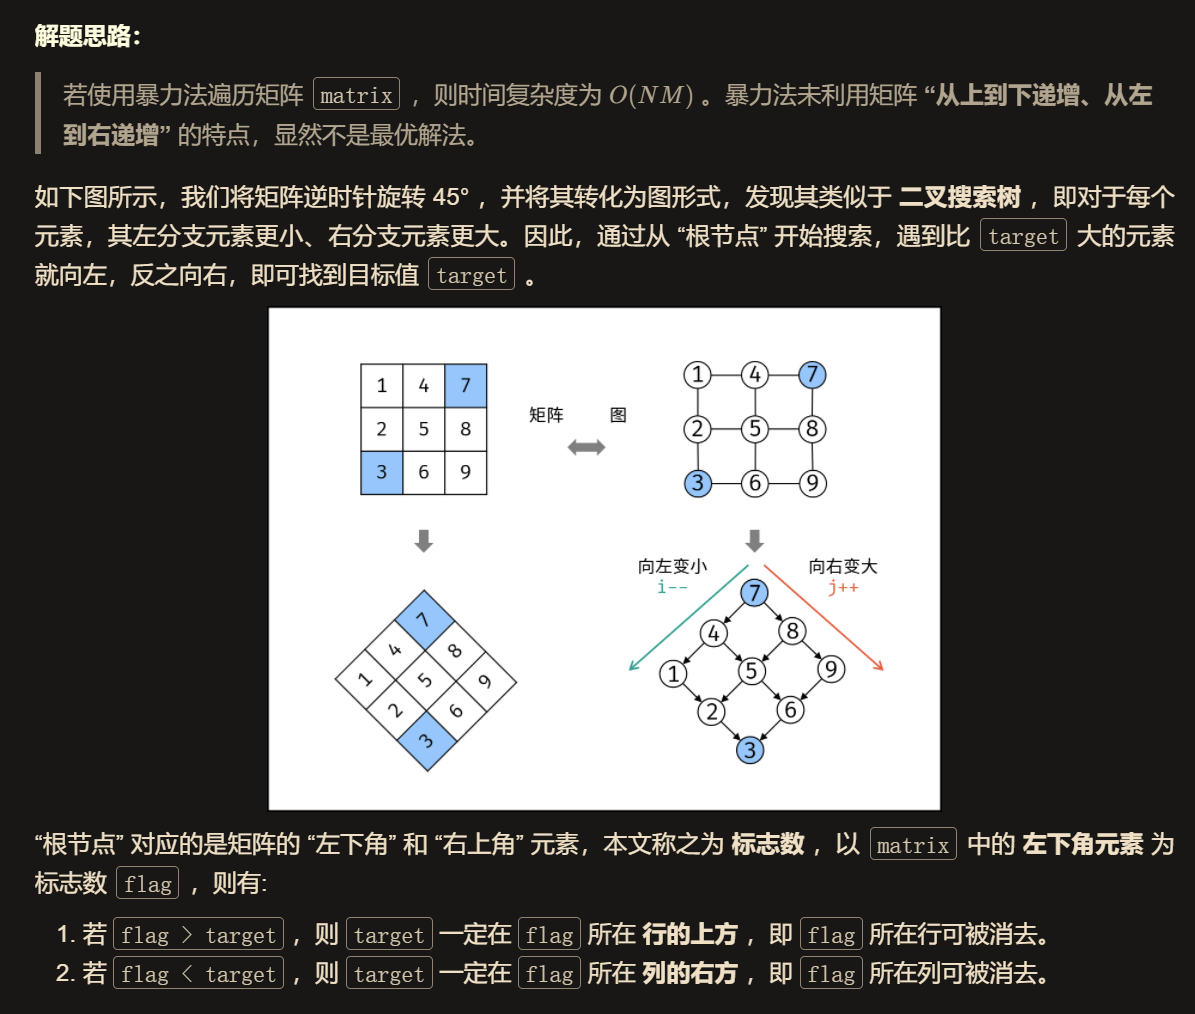 解题思路：
若使用暴力法遍历矩阵 matrix ，则时间复杂度为 O(NM) 。暴力法未利用矩阵 “从上到下递增、从左
到右递增” 的特点，显然不是最优解法。
如下图所示，我们将矩阵逆时针旋转 45° ，并将其转化为图形式，发现其类似于 二叉搜索树 ，即对于每个
元素，其左分支元素更小、右分支元素更大。因此，通过从 “根节点” 开始搜索，遇到比 target 大的元素
就向左，反之向右，即可找到目标值 target 。
1 4 7
2 5 8
3 6 9
矩阵 图
1 4 7
2 5 8
3 6 9
7
4 8
1 5 9
2 6
3
向左变小
i--
向右变大
j++
7
4 8
1 5 9
2 6
3
“根节点” 对应的是矩阵的 “左下角” 和 “右上角” 元素，本文称之为 标志数 ，以 matrix 中的 左下角元素 为
标志数 flag ，则有:
1. 若 flag > target ，则 target 一定在 flag 所在 行的上方 ，即 flag 所在行可被消去。
2. 若 flag < target ，则 target 一定在 flag 所在 列的右方 ，即 flag 所在列可被消去。